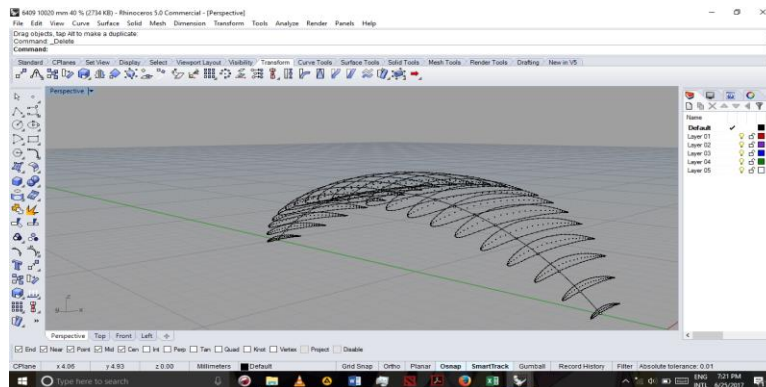 6409 10020 mm 40 % (2734 KB) - Rhinoceros 5.0 Commercial - [Perspective]
File Edit View Curve Surface Solid Mesh Dimension Transform Tools Analyze Render Panels Help
Drag objects, tap Alt to make a duplicate:
Command: _Delete
Command:
Standard CPlanes Set View Display Select Viewport Layout Visibility Transform Curve Tools Surface Tools Solid Tools Mesh Tools Render Tools Drafting New in V5
Perspective
Name
Default
Layer 01
Layer 02
Layer 03
Layer 04
Layer 05
Perspective Top Front Left
End Near Point Mid Cen Int Perp Tan Quad Knot Vertex Project Disable
CPlane x 4.06 y 4.93 z 0.00 Millimeters Default Grid Snap Ortho Planar Osnap SmartTrack Gumball Record History Filter Absolute tolerance: 0.01
Type here to search
ENG 7:21 PM
INTL 6/25/2017